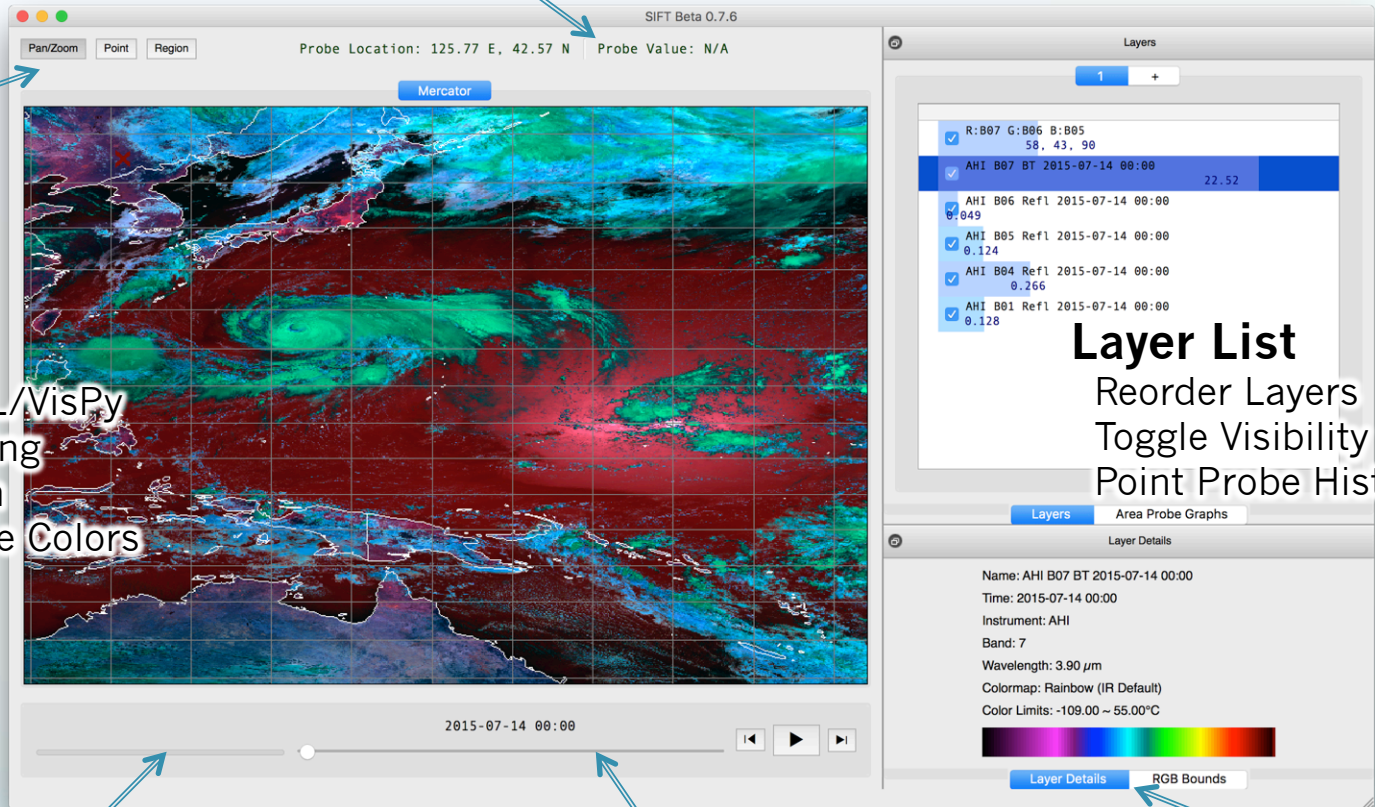 SIFT Beta 0.7.6
Pan/Zoom Point Region
Probe Location: 125.77 E, 42.57 N Probe Value: N/A
Mercator
L/VisPy
e Colors
2015-07-14 00:00
Layers
1 +
R:B07 G:B06 B:B05
58, 43, 90
AHI B07 BT 2015-07-14 00:00
22.52
AHI B06 Refl 2015-07-14 00:00
0.049
AHI B05 Refl 2015-07-14 00:00
0.124
AHI B04 Refl 2015-07-14 00:00
0.266
AHI B01 Refl 2015-07-14 00:00
0.128
Layer List
Reorder Layers
Toggle Visibility
Point Probe Hist
Layers Area Probe Graphs
Layer Details
Name: AHI B07 BT 2015-07-14 00:00
Time: 2015-07-14 00:00
Instrument: AHI
Band: 7
Wavelength: 3.90 µm
Colormap: Rainbow (IR Default)
Color Limits: -109.00 ~ 55.00°C
Layer Details RGB Bounds